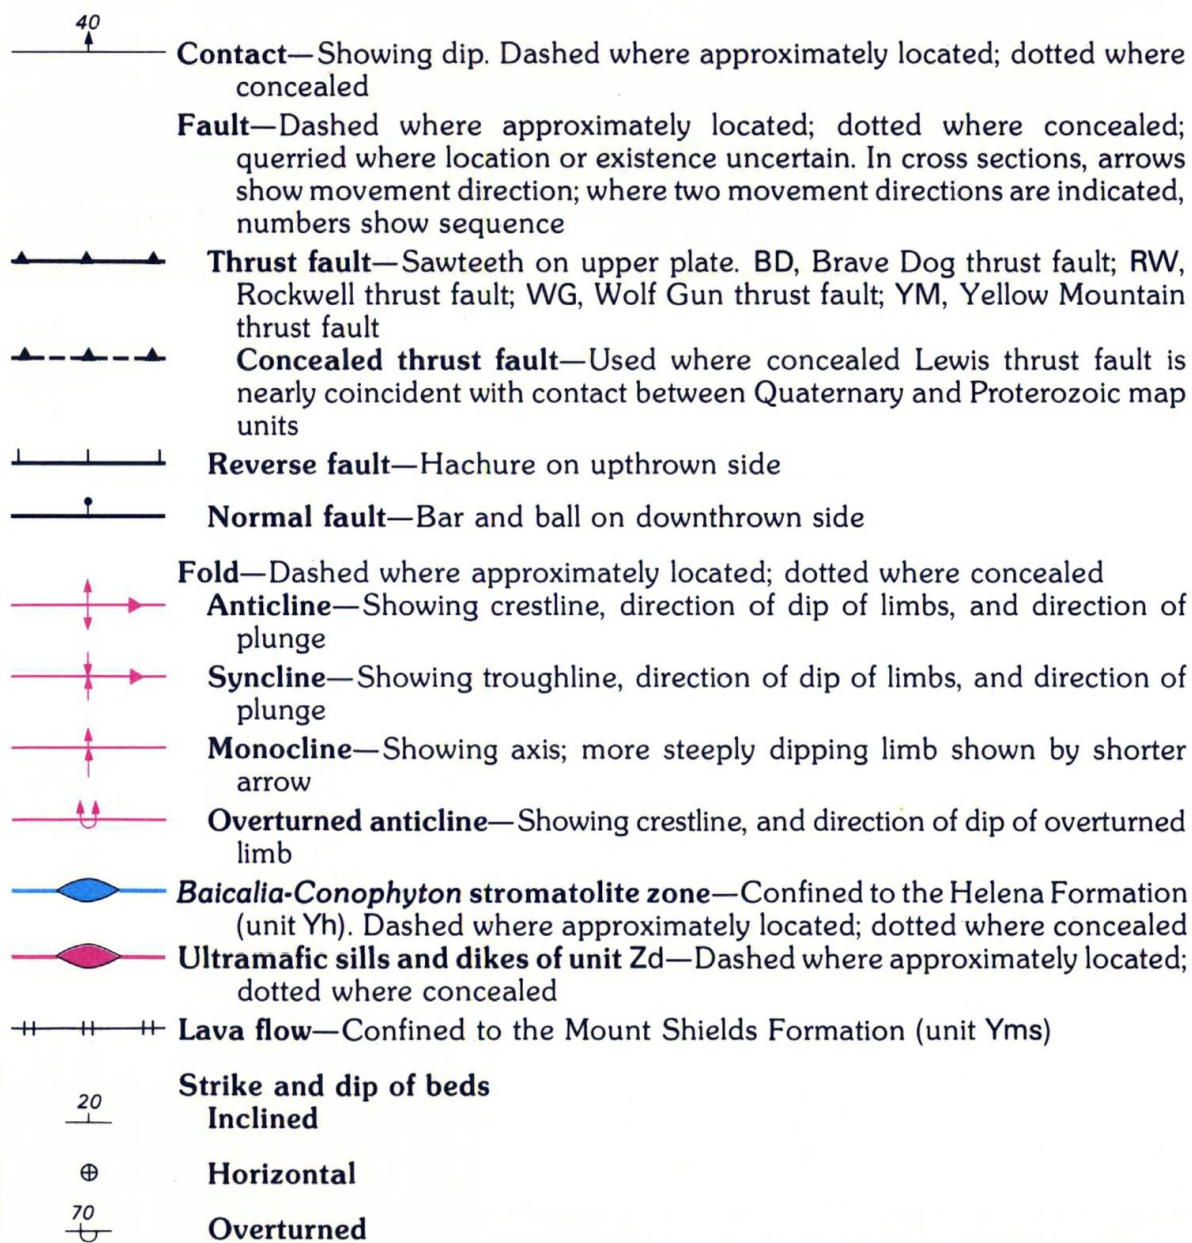 40
Contact—Showing dip. Dashed where approximately located; dotted where
concealed
Fault—Dashed where approximately located; dotted where concealed;
querried where location or existence uncertain. In cross sections, arrows
show movement direction; where two movement directions are indicated,
numbers show sequence
Thrust fault—Sawteeth on upper plate. BD, Brave Dog thrust fault; RW,
Rockwell thrust fault; WG, Wolf Gun thrust fault; YM, Yellow Mountain
thrust fault
Concealed thrust fault—Used where concealed Lewis thrust fault is
nearly coincident with contact between Quaternary and Proterozoic map
units
Reverse fault—Hachure on upthrown side
Normal fault—Bar and ball on downthrown side
Fold—Dashed where approximately located; dotted where concealed
Anticline—Showing crestline, direction of dip of limbs, and direction of
plunge
Syncline—Showing troughline, direction of dip of limbs, and direction of
plunge
Monocline—Showing axis; more steeply dipping limb shown by shorter
arrow
Overturned anticline—Showing crestline, and direction of dip of overturned
limb
Baicalia-Conophyton stromatolite zone—Confined to the Helena Formation
(unit Yh). Dashed where approximately located; dotted where concealed
Ultramafic sills and dikes of unit Zd—Dashed where approximately located;
dotted where concealed
Lava flow—Confined to the Mount Shields Formation (unit Yms)
Strike and dip of beds
20
Inclined
Horizontal
70
Overturned